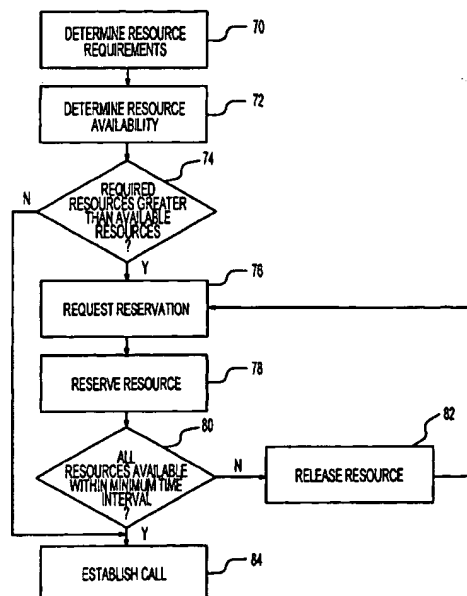 DETERMINE RESOURCE
REQUIREMENTS
70
DETERMINE RESOURCE
AVAILABILITY
72
74
N
REQUIRED
RESOURCES GREATER
THAN AVAILABLE
RESOURCES
?
Y
76
REQUEST RESERVATION
78
RESERVE RESOURCE
80
ALL
RESOURCES AVAILABLE
WITHIN MINIMUM TIME
INTERVAL
?
N
82
RELEASE RESOURCE
Y
84
ESTABLISH CALL